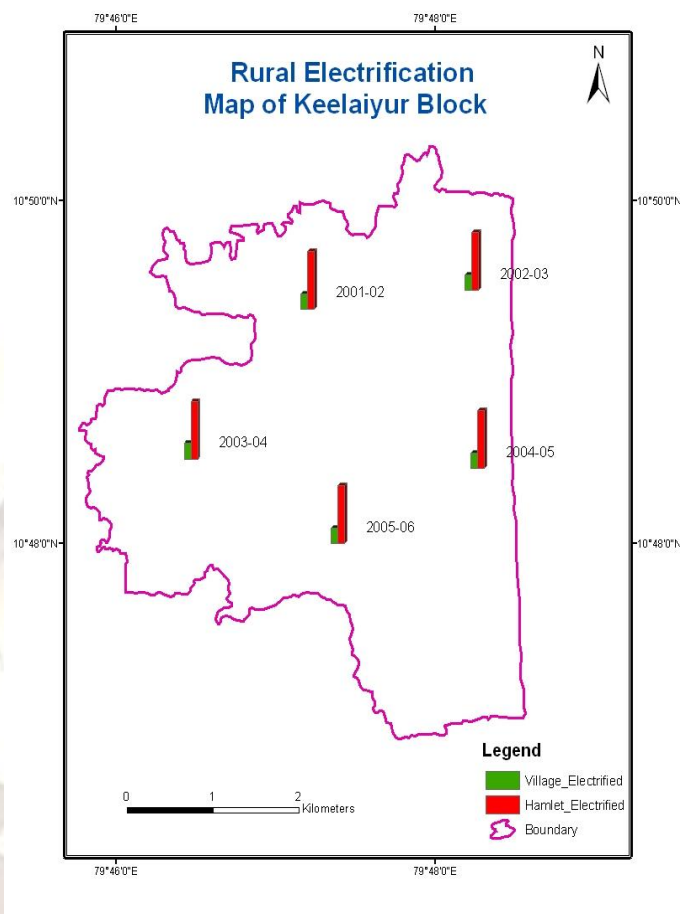 79°46'0"E
79°48'0"E
Rural Electrification
Map of Keelaiyur Block
N
10°50'0"N
10°50'0"N
2002-03
2001-02
2003-04
2004-05
2005-06
10°48'0"N
10°48'0"N
Legend
Village_Electrified
Hamlet_Electrified
Boundary
0 1 2
Kilometers
79°46'0"E
79°48'0"E